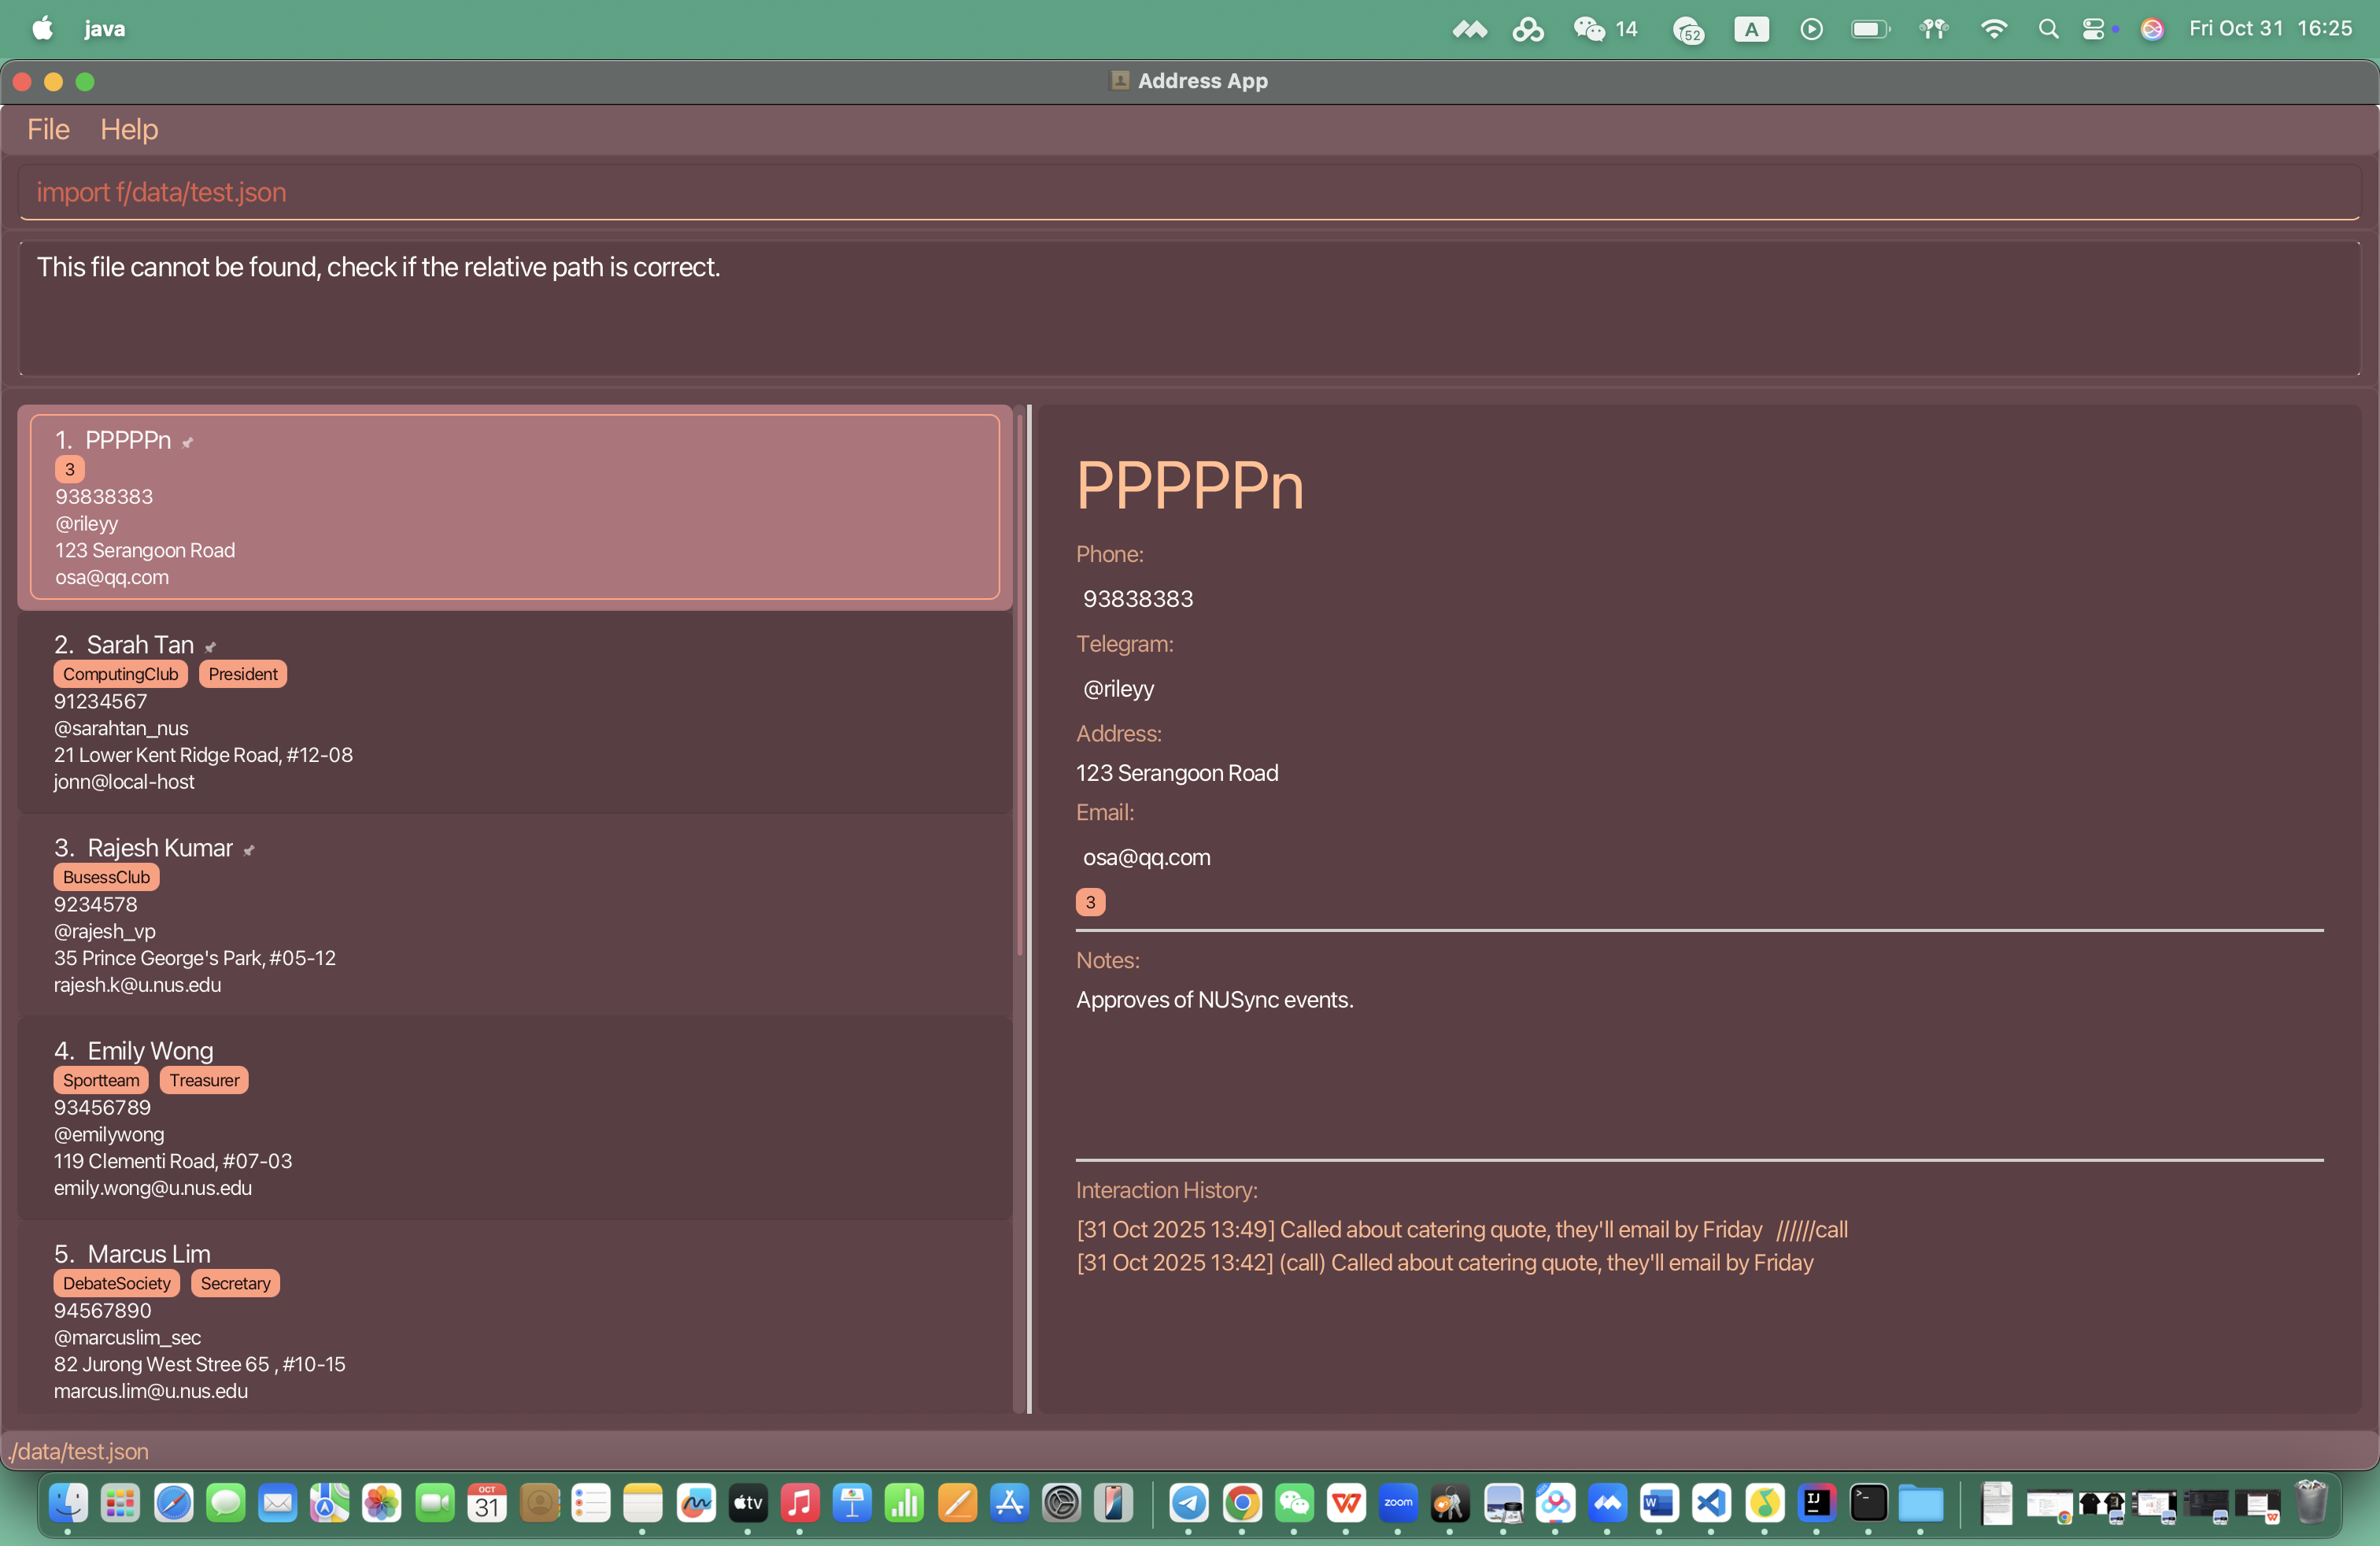 java
14
52
A
Fri Oct 31 16:25
Address App
File Help
import f/data/test.json
This file cannot be found, check if the relative path is correct.
1. PPPPPn
3
93838383
@rileyy
123 Serangoon Road
osa@qq.com
2. Sarah Tan
ComputingClub President
91234567
@sarahtan_nus
21 Lower Kent Ridge Road, #12-08
jonn@local-host
3. Rajesh Kumar
BusessClub
9234578
@rajesh_vp
35 Prince George's Park, #05-12
rajesh.k@u.nus.edu
4. Emily Wong
Sportteam Treasurer
93456789
@emilywong
119 Clementi Road, #07-03
emily.wong@u.nus.edu
5. Marcus Lim
DebateSociety Secretary
94567890
@marcuslim_sec
82 Jurong West Stree 65 , #10-15
marcus.lim@u.nus.edu
PPPPPn
Phone:
93838383
Telegram:
@rileyy
Address:
123 Serangoon Road
Email:
osa@qq.com
3
Notes:
Approves of NUSync events.
Interaction History:
[31 Oct 2025 13:49] Called about catering quote, they'll email by Friday //////call
[31 Oct 2025 13:42] (call) Called about catering quote, they'll email by Friday
./data/test.json
OCT
31
tv
zoom
W
IJ